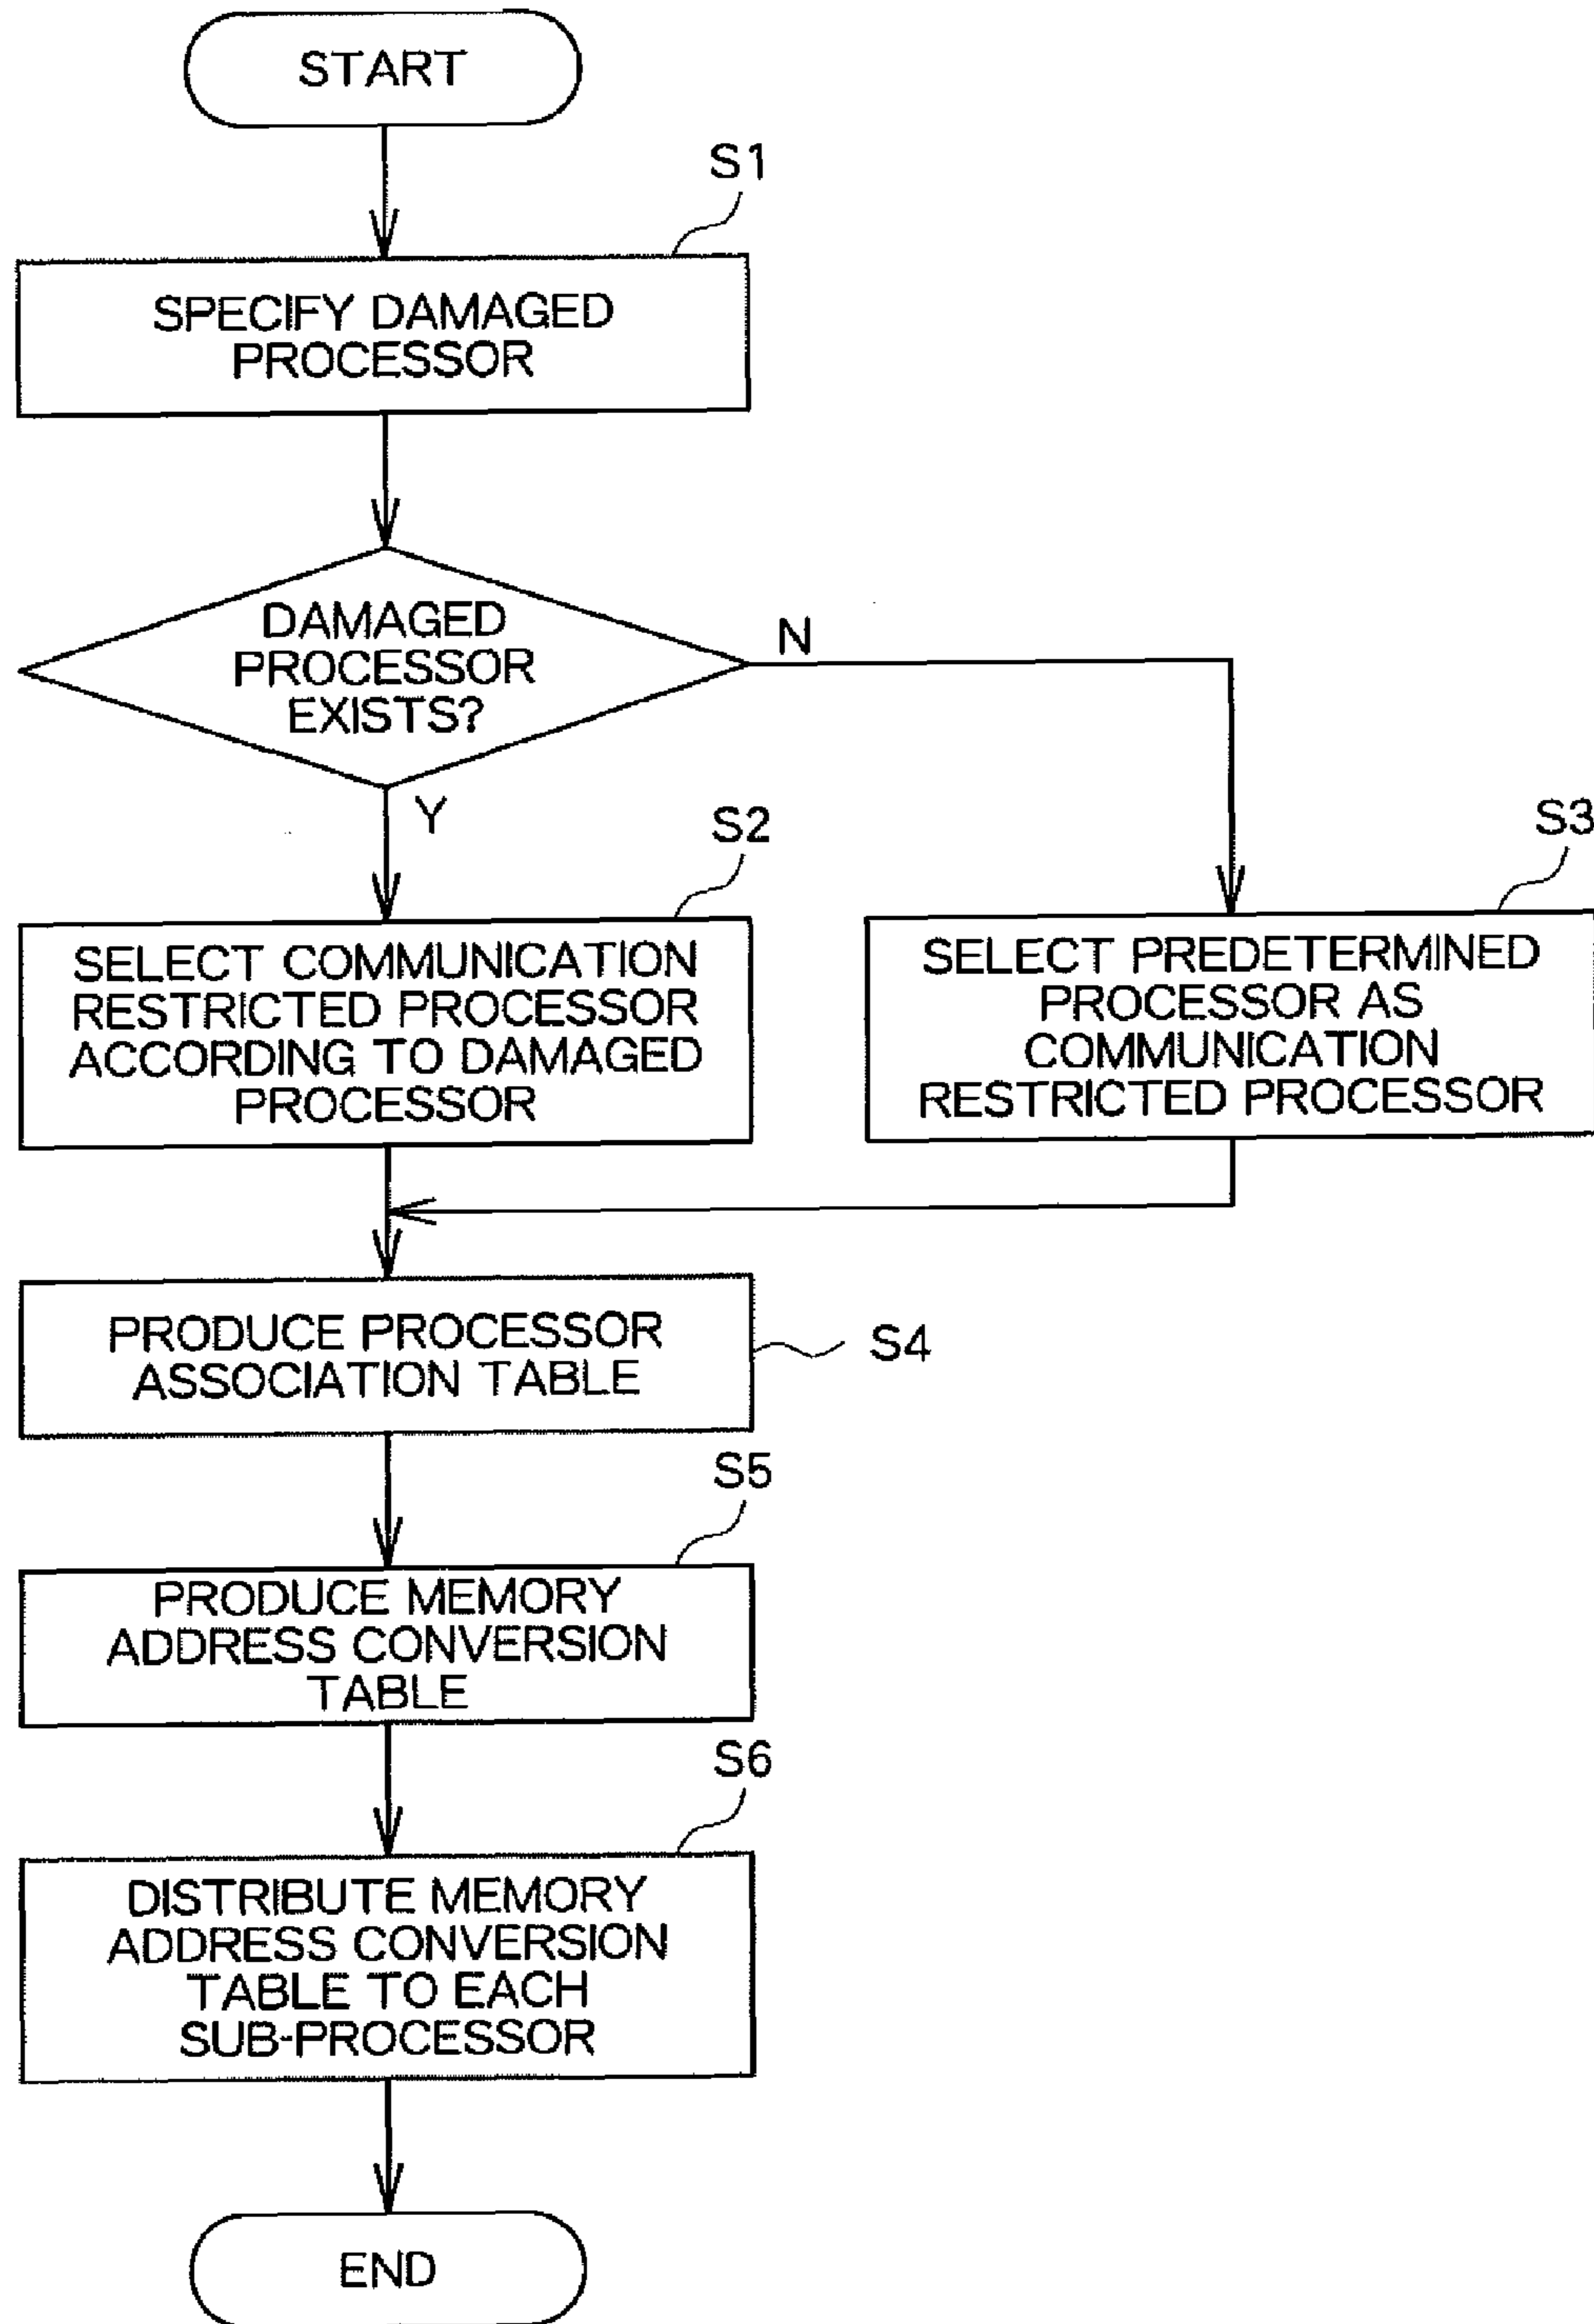 START
S1
SPECIFY DAMAGED
PROCESSOR
DAMAGED
PROCESSOR
EXISTS?
N
Y
S2
SELECT COMMUNICATION
RESTRICTED PROCESSOR
ACCORDING TO DAMAGED
PROCESSOR
S3
SELECT PREDETERMINED
PROCESSOR AS
COMMUNICATION
RESTRICTED PROCESSOR
PRODUCE PROCESSOR
ASSOCIATION TABLE
S4
S5
PRODUCE MEMORY
ADDRESS CONVERSION
TABLE
S6
DISTRIBUTE MEMORY
ADDRESS CONVERSION
TABLE TO EACH
SUB-PROCESSOR
END